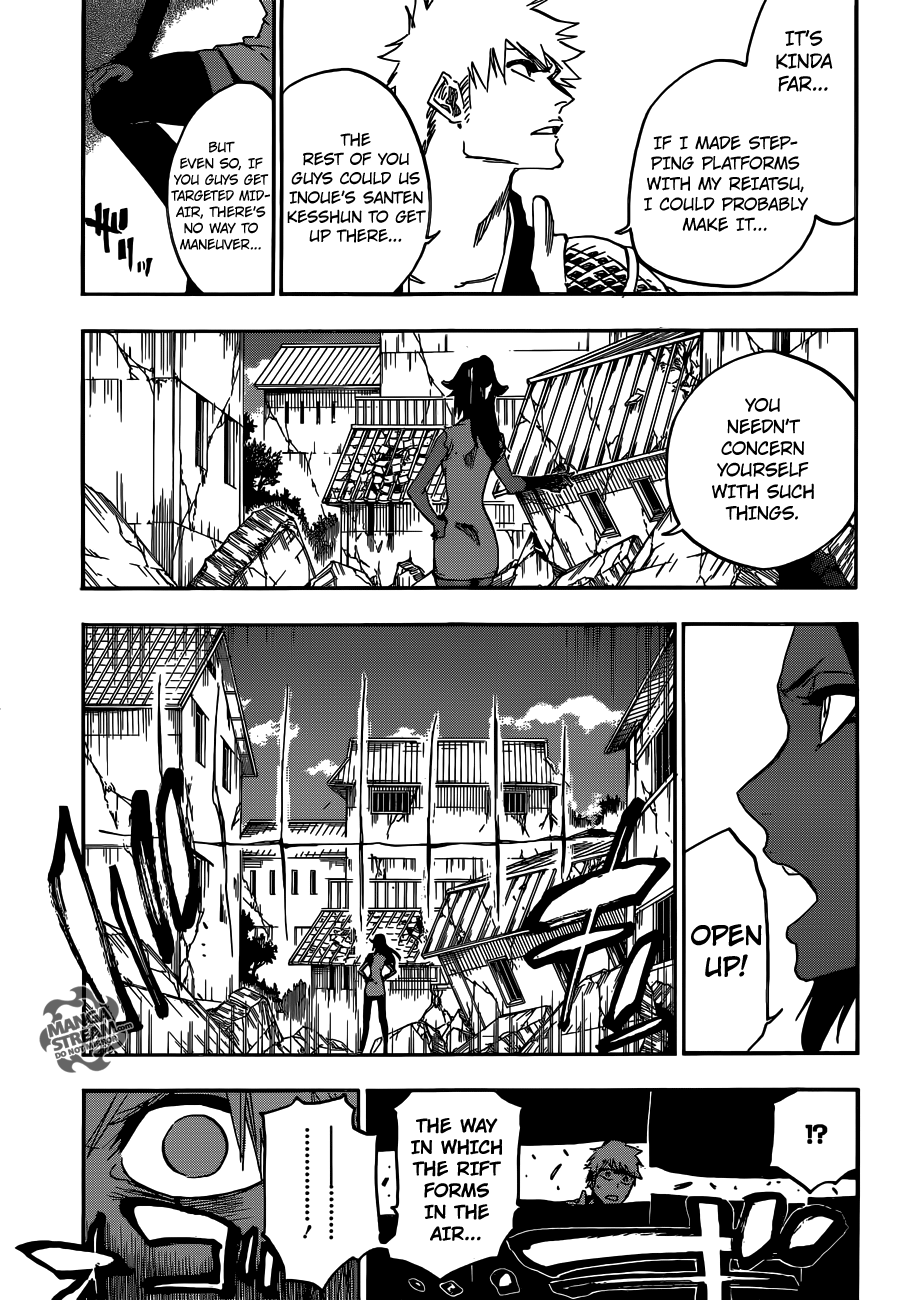 IT'S
KINDA
FAR...
IF I MADE STEP-
PING PLATFORMS
WITH MY REIATSU,
I COULD PROBABLY
MAKE IT...
THE
REST OF YOU
GUYS COULD US
INOUE'S SANTEN
KESSHUN TO GET
UP THERE...
BUT
EVEN SO, IF
YOU GUYS GET
TARGETED MID-
AIR, THERE'S
NO WAY TO
MANEUVER...
YOU
NEEDN'T
CONCERN
YOURSELF
WITH SUCH
THINGS.
OPEN
UP!
MANGA
STREAM.com
!?
THE WAY
IN WHICH
THE RIFT
FORMS
IN THE
AIR...